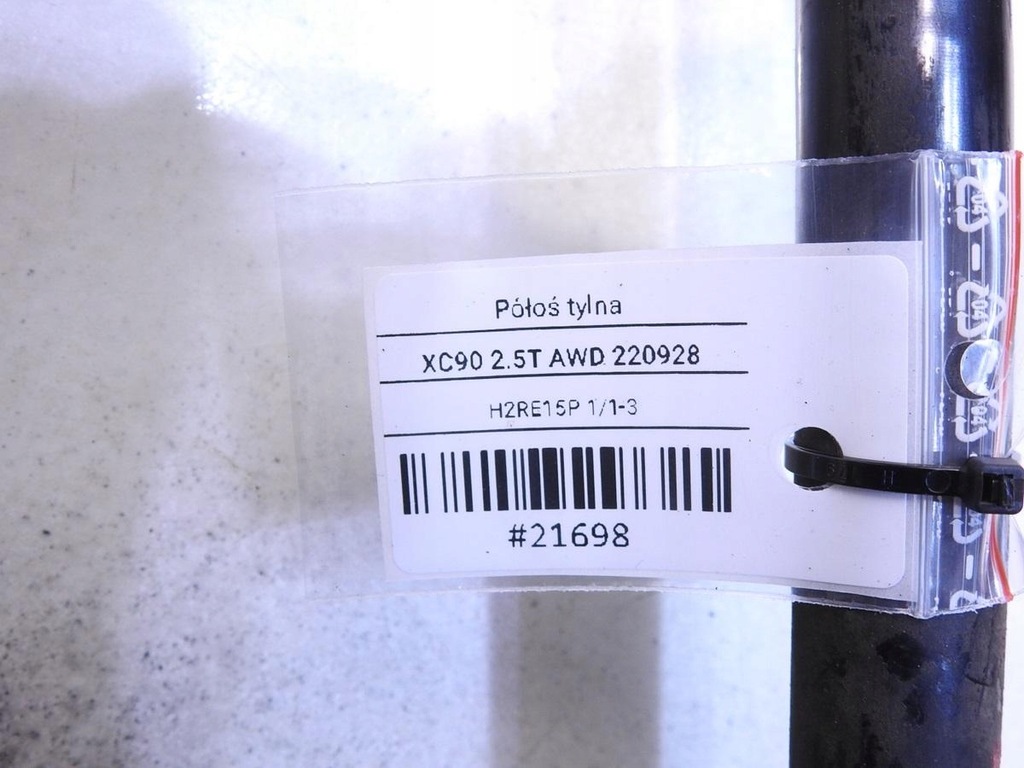 Półoś tylna
XC90 2.5T AWD 220928
H2RE15P 1/1-3
#21698